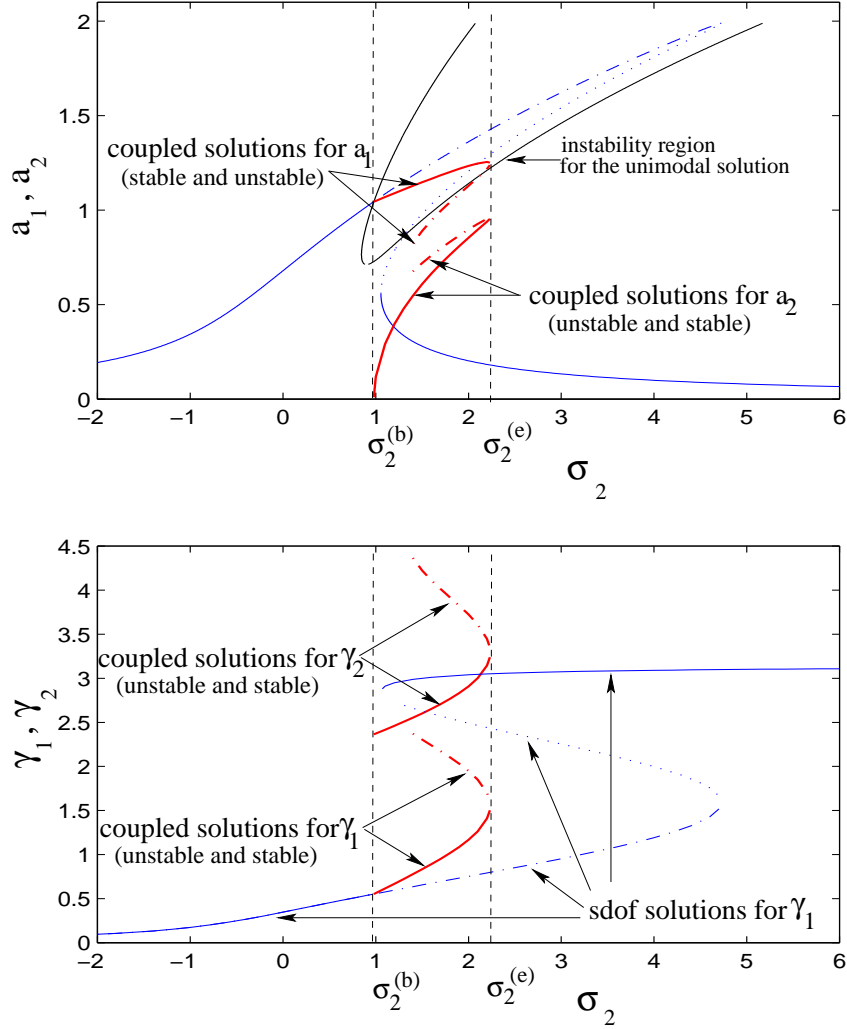 2
1.5
1
0.5
0
a₁, a₂
coupled solutions for a₁
(stable and unstable)
instability region
for the unimodal solution
coupled solutions for a₂
(unstable and stable)
−2 −1 0 1 2 3 4 5 6
σ₂⁽ᵇ⁾ σ₂⁽ᵉ⁾
σ₂
4.5
4
3.5
3
2.5
2
1.5
1
0.5
0
γ₁, γ₂
coupled solutions for γ₂
(unstable and stable)
coupled solutions for γ₁
(unstable and stable)
sdof solutions for γ₁
−2 −1 0 1 2 3 4 5 6
σ₂⁽ᵇ⁾ σ₂⁽ᵉ⁾ σ₂